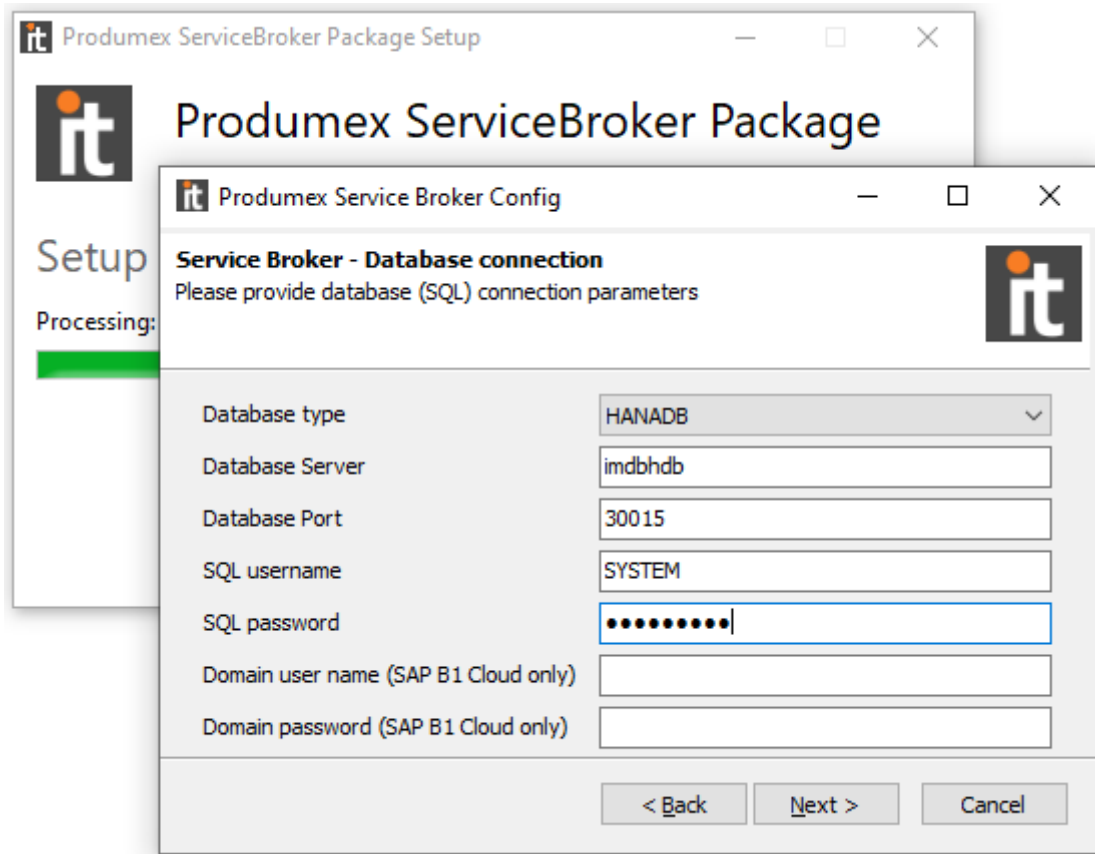 it Produmex ServiceBroker Package Setup
it Produmex ServiceBroker Package
it Produmex Service Broker Config
Setup
Processing:
Service Broker - Database connection
Please provide database (SQL) connection parameters
it
Database type HANADB
Database Server imdbhdb
Database Port 30015
SQL username SYSTEM
SQL password ●●●●●●●●●
Domain user name (SAP B1 Cloud only)
Domain password (SAP B1 Cloud only)
< Back Next > Cancel